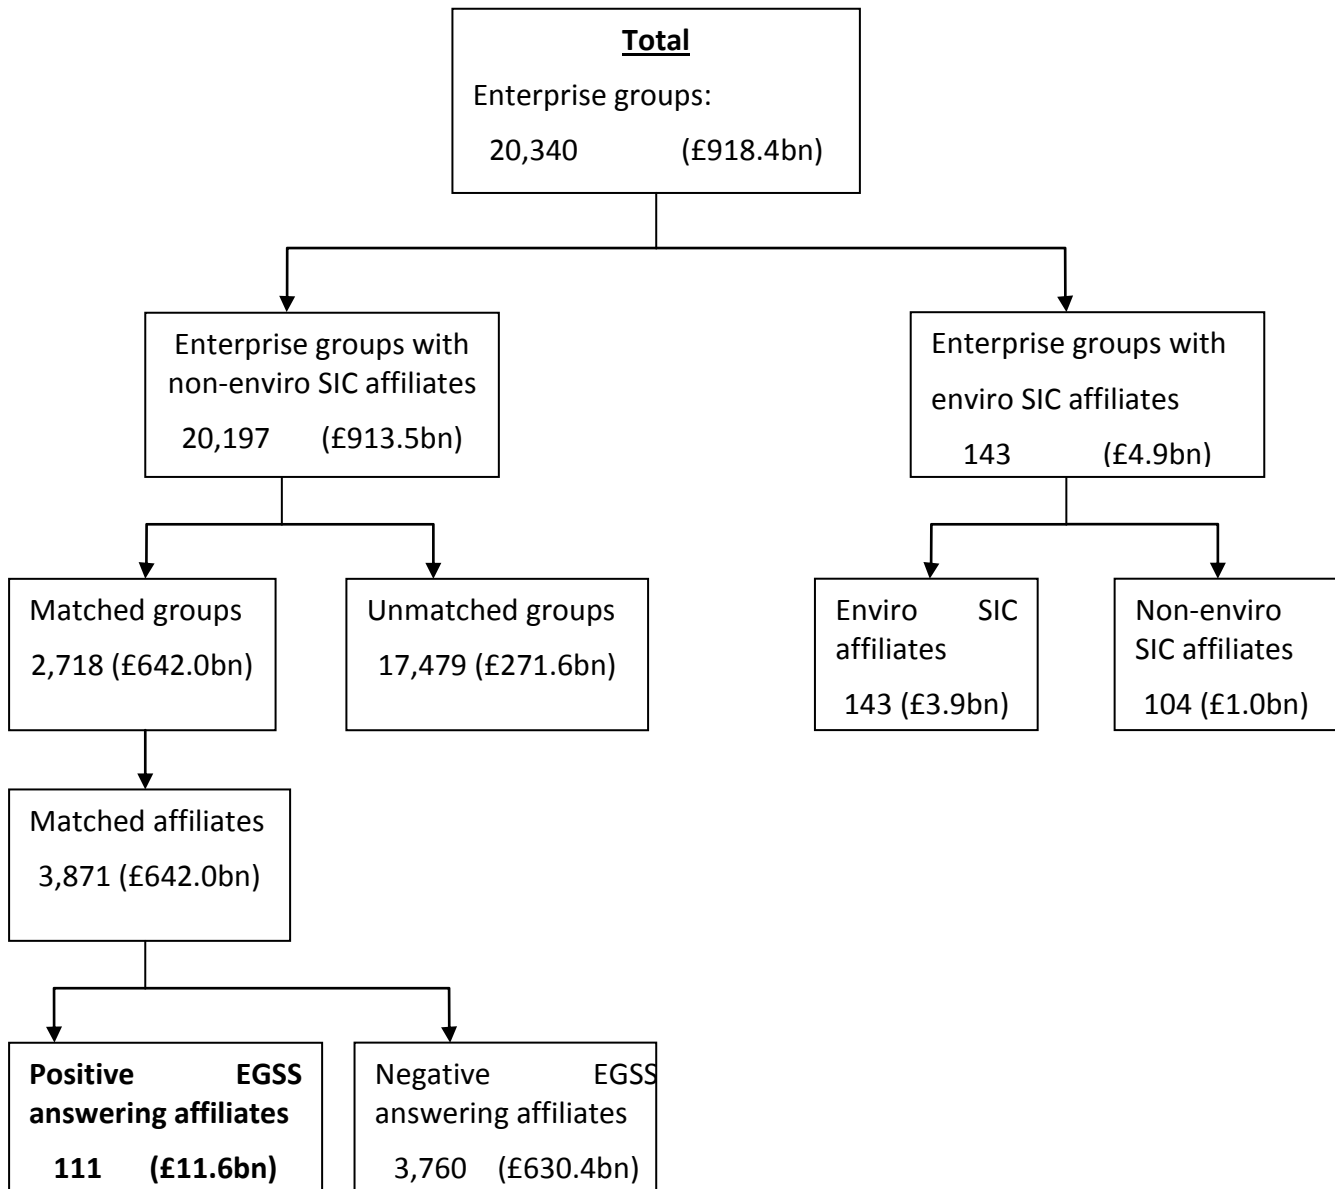 Total
Enterprise groups:
20,340 (£918.4bn)
Enterprise groups with
non-enviro SIC affiliates
20,197 (£913.5bn)
Enterprise groups with
enviro SIC affiliates
143 (£4.9bn)
Matched groups
2,718 (£642.0bn)
Unmatched groups
17,479 (£271.6bn)
Enviro SIC
affiliates
143 (£3.9bn)
Non-enviro
SIC affiliates
104 (£1.0bn)
Matched affiliates
3,871 (£642.0bn)
Positive EGSS
answering affiliates
111 (£11.6bn)
Negative EGSS
answering affiliates
3,760 (£630.4bn)